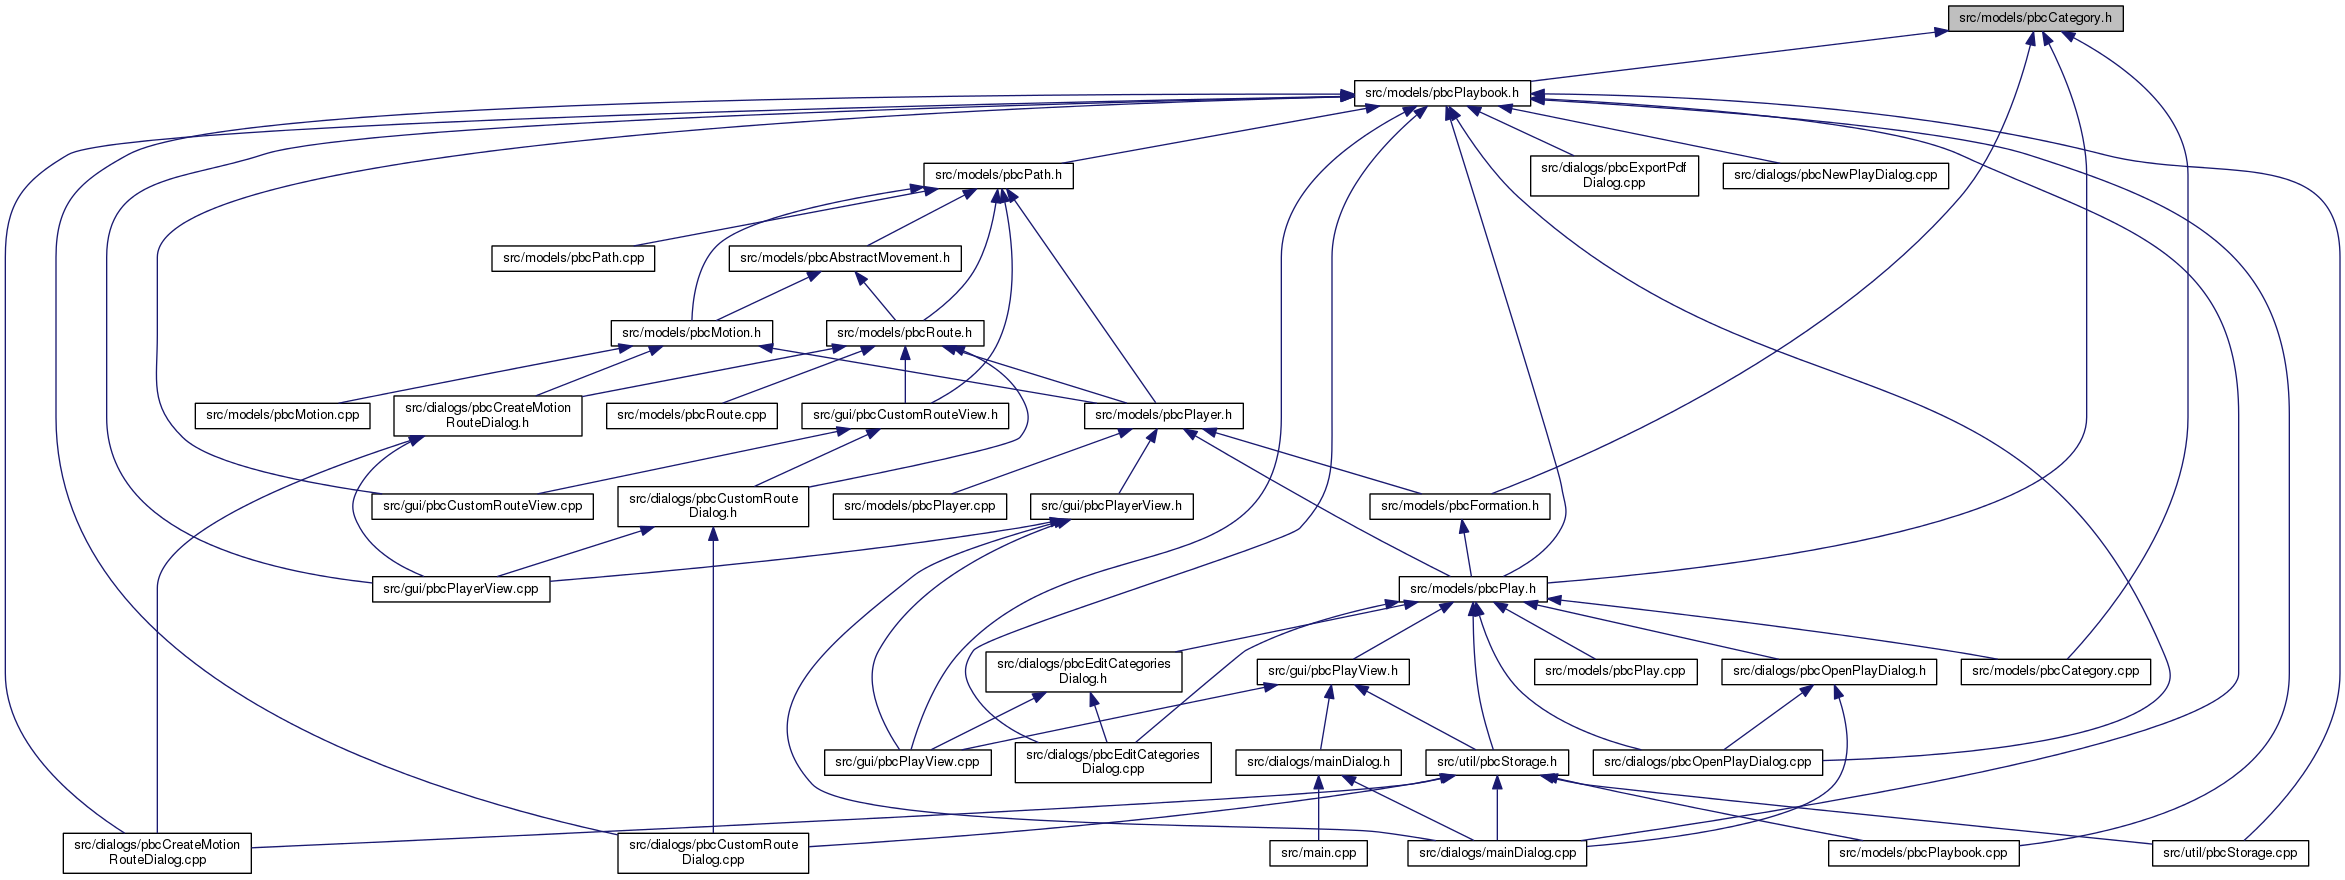 src/models/pbcCategory.h
src/models/pbcPlaybook.h
src/models/pbcPath.h
src/dialogs/pbcExportPdf
Dialog.cpp
src/dialogs/pbcNewPlayDialog.cpp
src/models/pbcPath.cpp
src/models/pbcAbstractMovement.h
src/models/pbcMotion.h
src/models/pbcRoute.h
src/models/pbcMotion.cpp
src/dialogs/pbcCreateMotion
RouteDialog.h
src/models/pbcRoute.cpp
src/gui/pbcCustomRouteView.h
src/models/pbcPlayer.h
src/gui/pbcCustomRouteView.cpp
src/dialogs/pbcCustomRoute
Dialog.h
src/models/pbcPlayer.cpp
src/gui/pbcPlayerView.h
src/models/pbcFormation.h
src/gui/pbcPlayerView.cpp
src/models/pbcPlay.h
src/dialogs/pbcEditCategories
Dialog.h
src/gui/pbcPlayView.h
src/models/pbcPlay.cpp
src/dialogs/pbcOpenPlayDialog.h
src/models/pbcCategory.cpp
src/gui/pbcPlayView.cpp
src/dialogs/pbcEditCategories
Dialog.cpp
src/dialogs/mainDialog.h
src/util/pbcStorage.h
src/dialogs/pbcOpenPlayDialog.cpp
src/dialogs/pbcCreateMotion
RouteDialog.cpp
src/dialogs/pbcCustomRoute
Dialog.cpp
src/main.cpp
src/dialogs/mainDialog.cpp
src/models/pbcPlaybook.cpp
src/util/pbcStorage.cpp